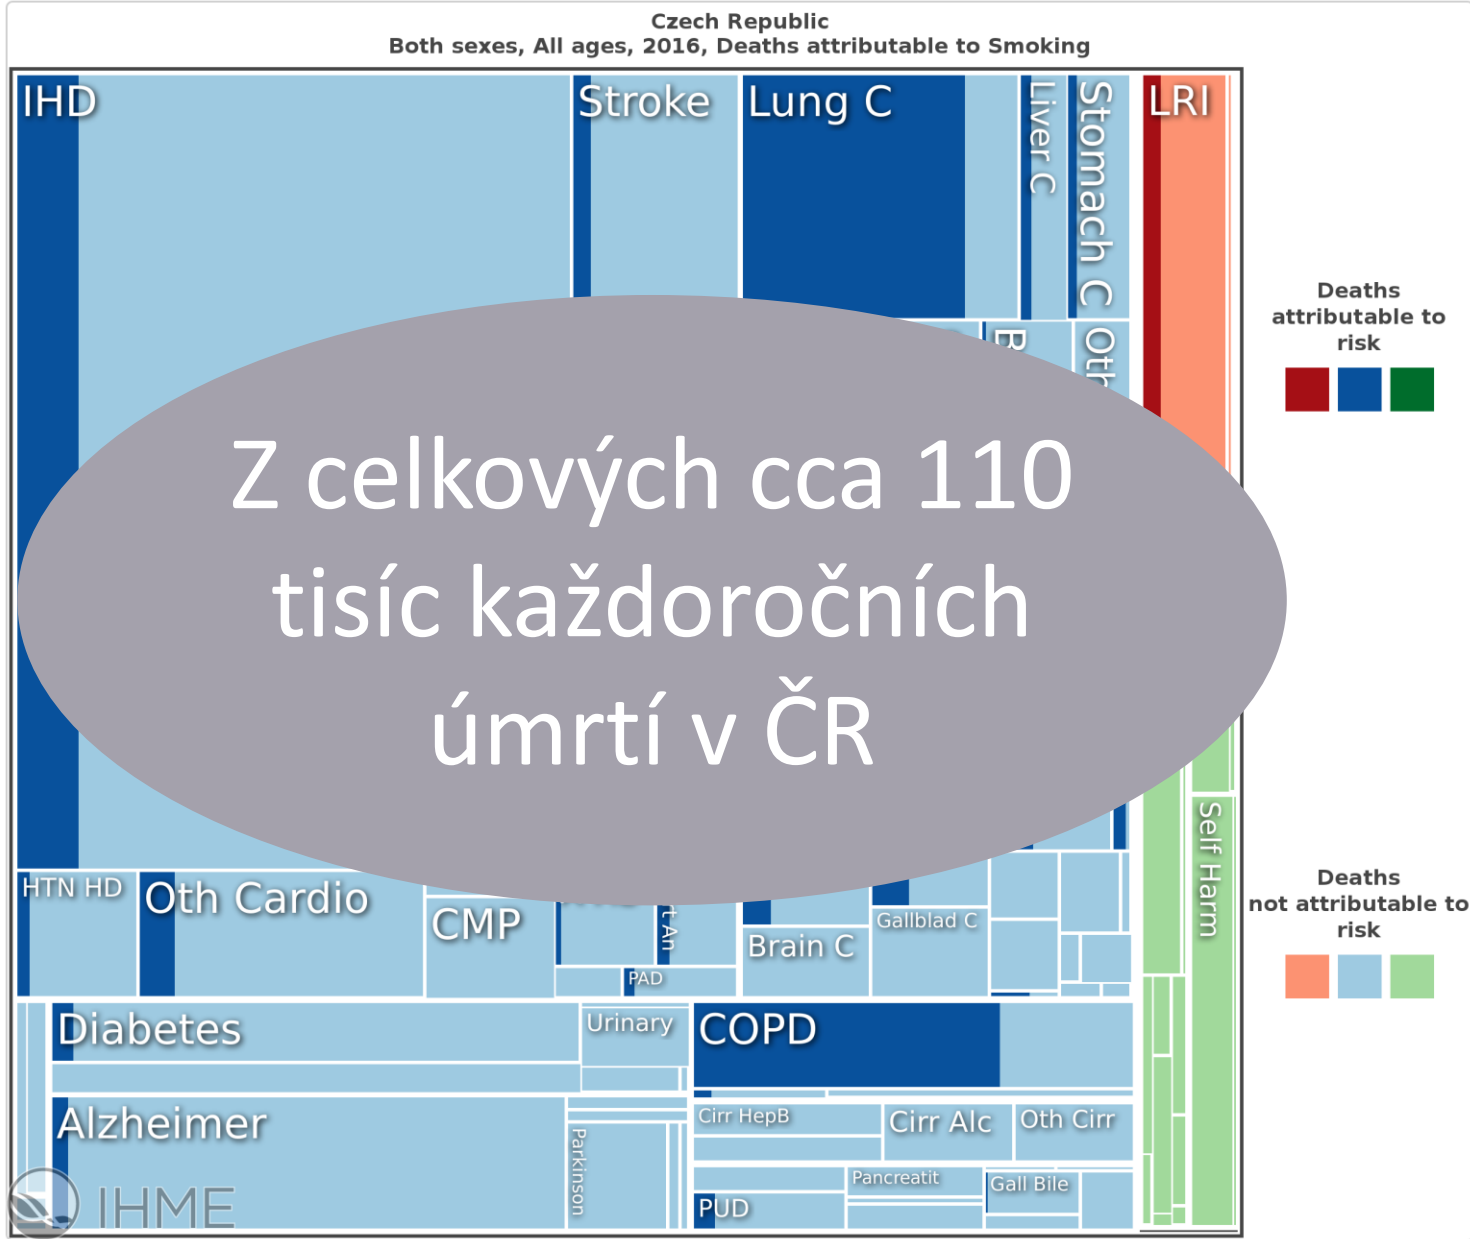 Czech Republic
Both sexes, All ages, 2016, Deaths attributable to Smoking
IHD
Stroke
Lung C
Liver C
Stomach C
LRI
Oth
Deaths
attributable to
risk
Z celkových cca 110
tisíc každoročních
úmrtí v ČR
Self Harm
Deaths
not attributable to
risk
HTN HD
Oth Cardio
CMP
rt An
PAD
Brain C
Gallblad C
Diabetes
Urinary
COPD
Alzheimer
Parkinson
Cirr HepB
Cirr Alc
Oth Cirr
Pancreatit
Gall Bile
PUD
IHME